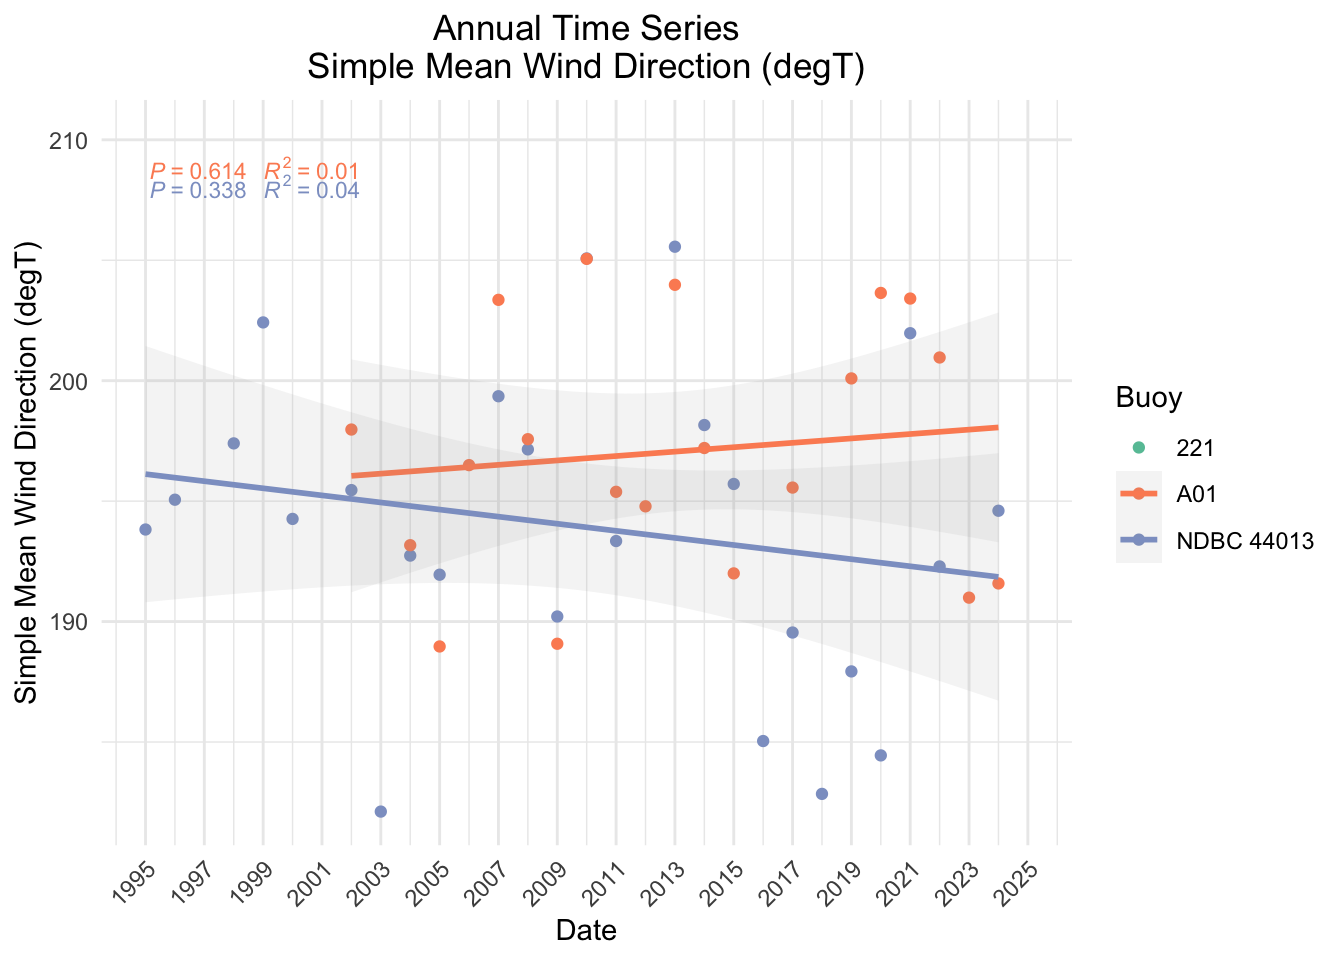 Annual Time Series
Simple Mean Wind Direction (degT)
210
P = 0.614 R² = 0.01
P = 0.338 R² = 0.04
200
190
Simple Mean Wind Direction (degT)
1995 1997 1999 2001 2003 2005 2007 2009 2011 2013 2015 2017 2019 2021 2023 2025
Date
Buoy
221
A01
NDBC 44013